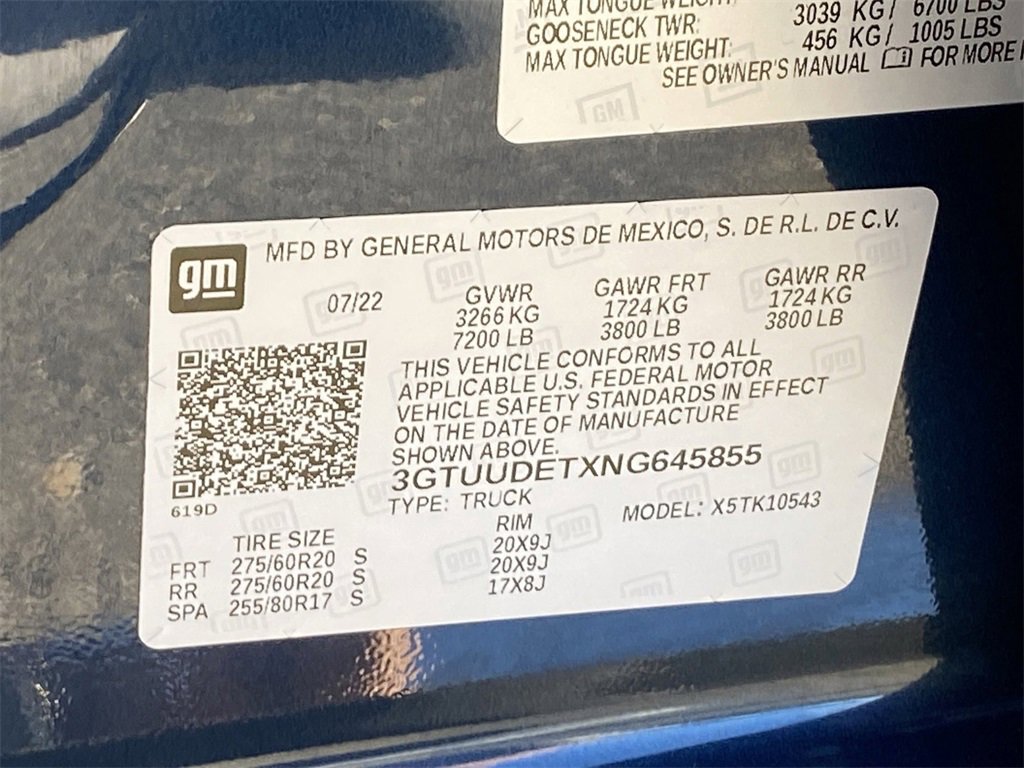 MAX TONGUE WEIGHT:
3039 KG/ 6700 LBS
GOOSENECK TWR:
456 KG/ 1005 LBS
MAX TONGUE WEIGHT:
SEE OWNER'S MANUAL FOR MORE
GM
gm
MFD BY GENERAL MOTORS DE MEXICO, S. DE R.L. DE C.V.
07/22
GVWR
3266 KG
7200 LB
GAWR FRT
1724 KG
3800 LB
GAWR RR
1724 KG
3800 LB
THIS VEHICLE CONFORMS TO ALL
APPLICABLE U.S. FEDERAL MOTOR
VEHICLE SAFETY STANDARDS IN EFFECT
ON THE DATE OF MANUFACTURE
SHOWN ABOVE.
3GTUUDETXNG645855
TYPE: TRUCK
MODEL: X5TK10543
619D
TIRE SIZE
RIM
FRT 275/60R20 S 20X9J
RR 275/60R20 S 20X9J
SPA 255/80R17 S 17X8J